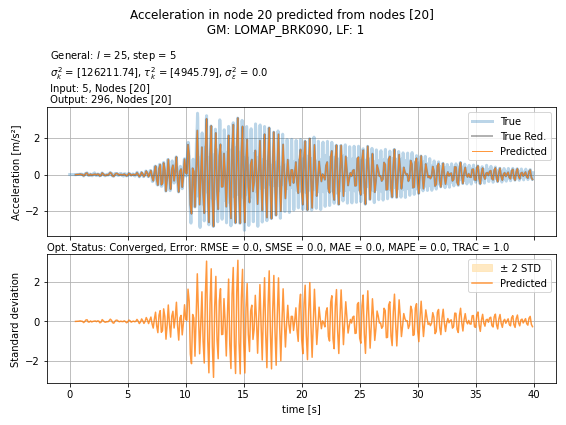 Acceleration in node 20 predicted from nodes [20]
GM: LOMAP_BRK090, LF: 1
General: l = 25, step = 5
σ²ₖ = [126211.74], τ²ₖ = [4945.79], σ²ε = 0.0
Input: 5, Nodes [20]
Output: 296, Nodes [20]
Acceleration [m/s²]
2
0
−2
True
True Red.
Predicted
Opt. Status: Converged, Error: RMSE = 0.0, SMSE = 0.0, MAE = 0.0, MAPE = 0.0, TRAC = 1.0
Standard deviation
2
0
−2
± 2 STD
Predicted
0 5 10 15 20 25 30 35 40
time [s]